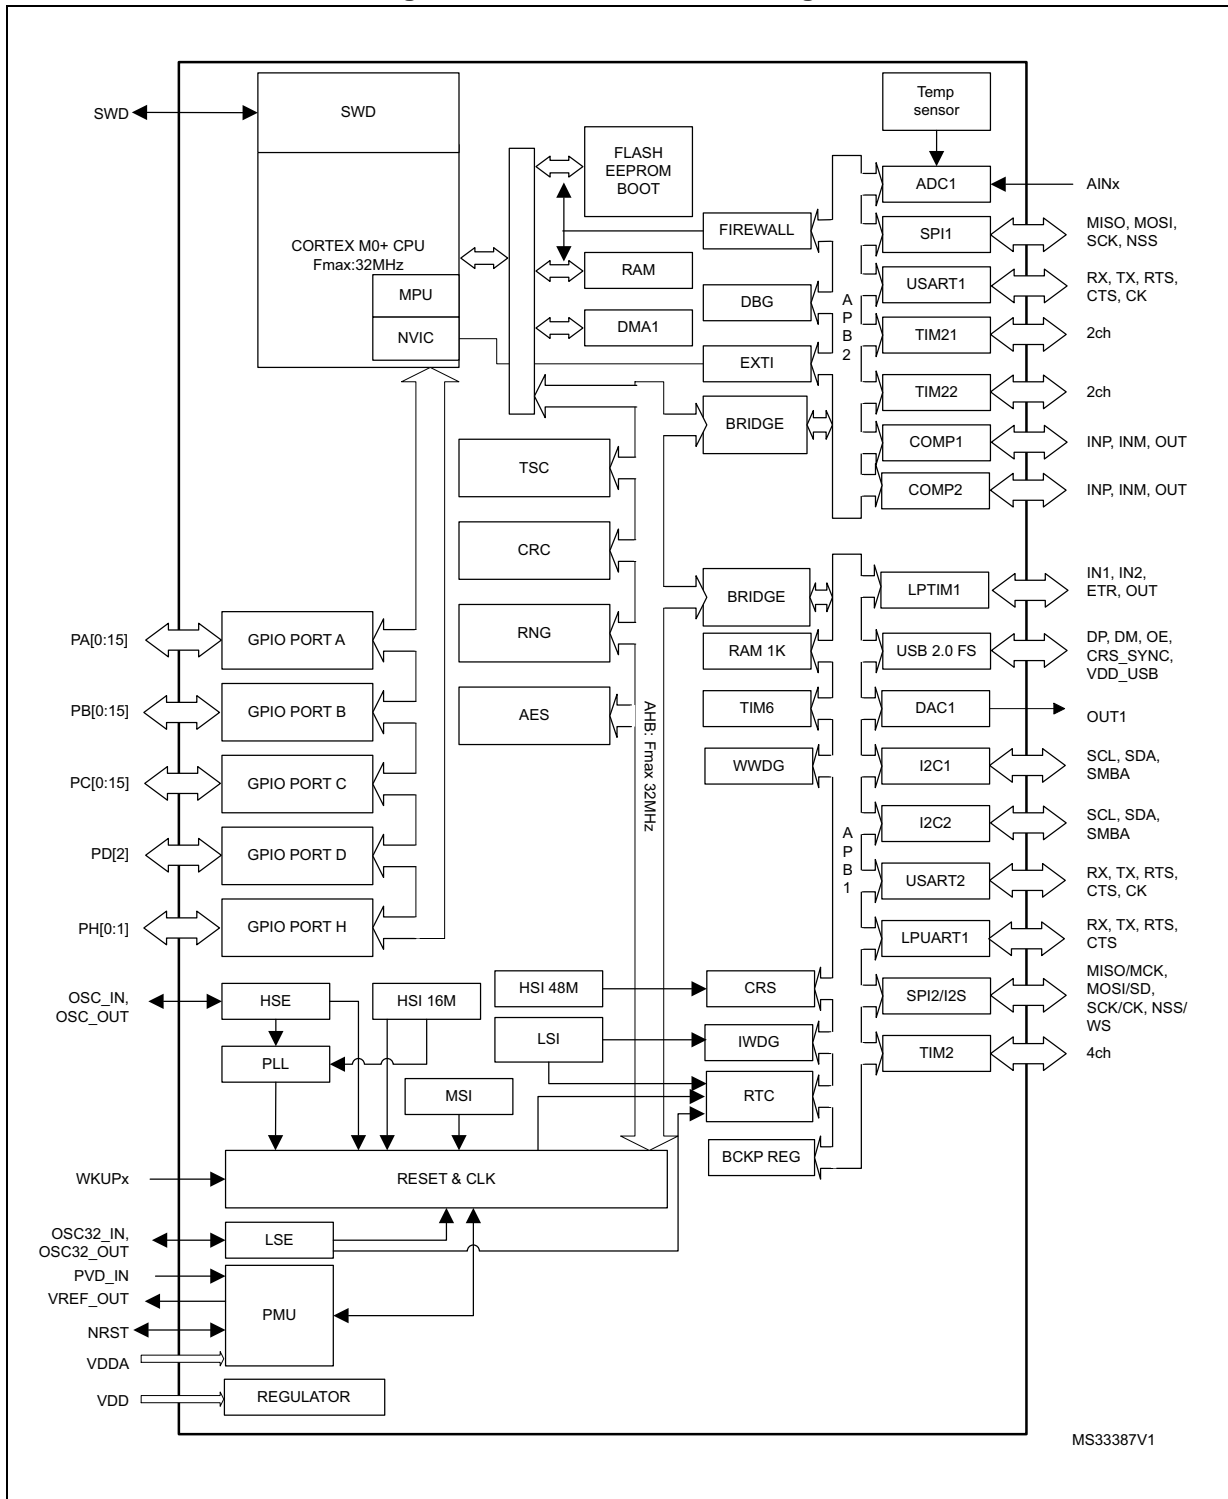 SWD
SWD
CORTEX M0+ CPU
Fmax:32MHz
MPU
NVIC
FLASH
EEPROM
BOOT
RAM
DMA1
FIREWALL
DBG
EXTI
BRIDGE
A
P
B
2
Temp
sensor
ADC1
AINx
SPI1
MISO, MOSI,
SCK, NSS
USART1
RX, TX, RTS,
CTS, CK
TIM21
2ch
TIM22
2ch
COMP1
INP, INM, OUT
COMP2
INP, INM, OUT
TSC
CRC
RNG
AES
AHB: Fmax 32MHz
PA[0:15]
GPIO PORT A
PB[0:15]
GPIO PORT B
PC[0:15]
GPIO PORT C
PD[2]
GPIO PORT D
PH[0:1]
GPIO PORT H
BRIDGE
RAM 1K
TIM6
WWDG
A
P
B
1
LPTIM1
IN1, IN2,
ETR, OUT
USB 2.0 FS
DP, DM, OE,
CRS_SYNC,
VDD_USB
DAC1
OUT1
I2C1
SCL, SDA,
SMBA
I2C2
SCL, SDA,
SMBA
USART2
RX, TX, RTS,
CTS, CK
LPUART1
RX, TX, RTS,
CTS
SPI2/I2S
MISO/MCK,
MOSI/SD,
SCK/CK, NSS/
WS
TIM2
4ch
OSC_IN,
OSC_OUT
HSE
HSI 16M
PLL
MSI
HSI 48M
LSI
CRS
IWDG
RTC
BCKP REG
WKUPx
RESET & CLK
OSC32_IN,
OSC32_OUT
LSE
PVD_IN
VREF_OUT
NRST
VDDA
PMU
VDD
REGULATOR
MS33387V1